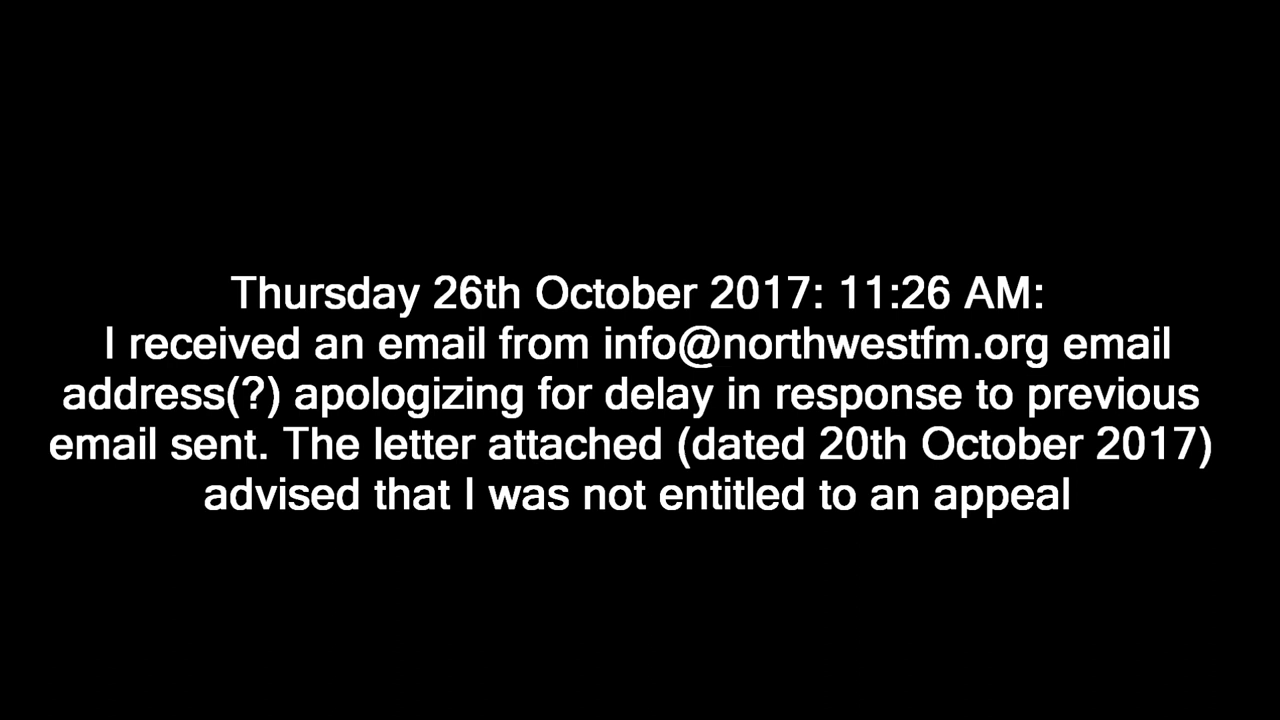 Thursday 26th October 2017: 11:26 AM:
I received an email from info@northwestfm.org email
address(?) apologizing for delay in response to previous
email sent. The letter attached (dated 20th October 2017)
advised that I was not entitled to an appeal